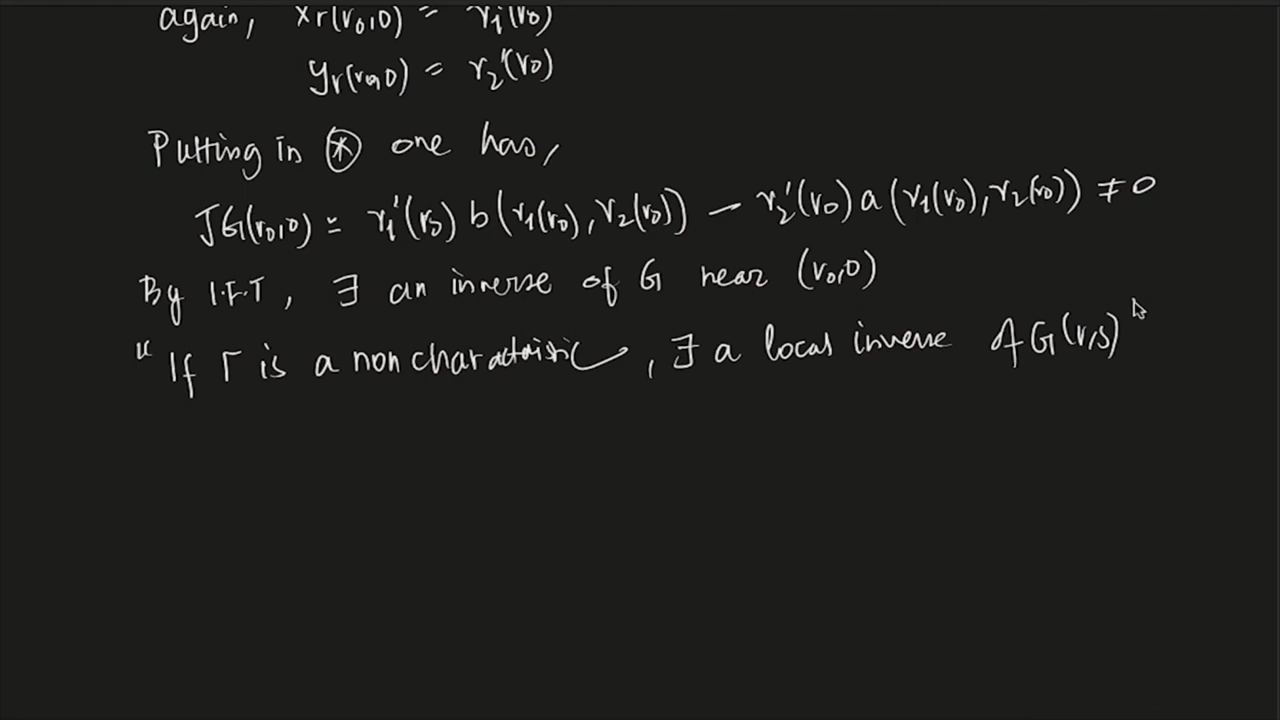 again, xr(r0,0) = γ1'(r0)
yr(r0,0) = γ2'(r0)
Putting in ⊛ one has,
JG(r0,0) = γ1'(r0) b(γ1(r0), γ2(r0)) - γ2'(r0) a(γ1(r0), γ2(r0)) ≠ 0
By I.F.T, ∃ an inverse of G near (r0,0)
"If Γ is a noncharacteristic, ∃ a local inverse of G(r,s)"